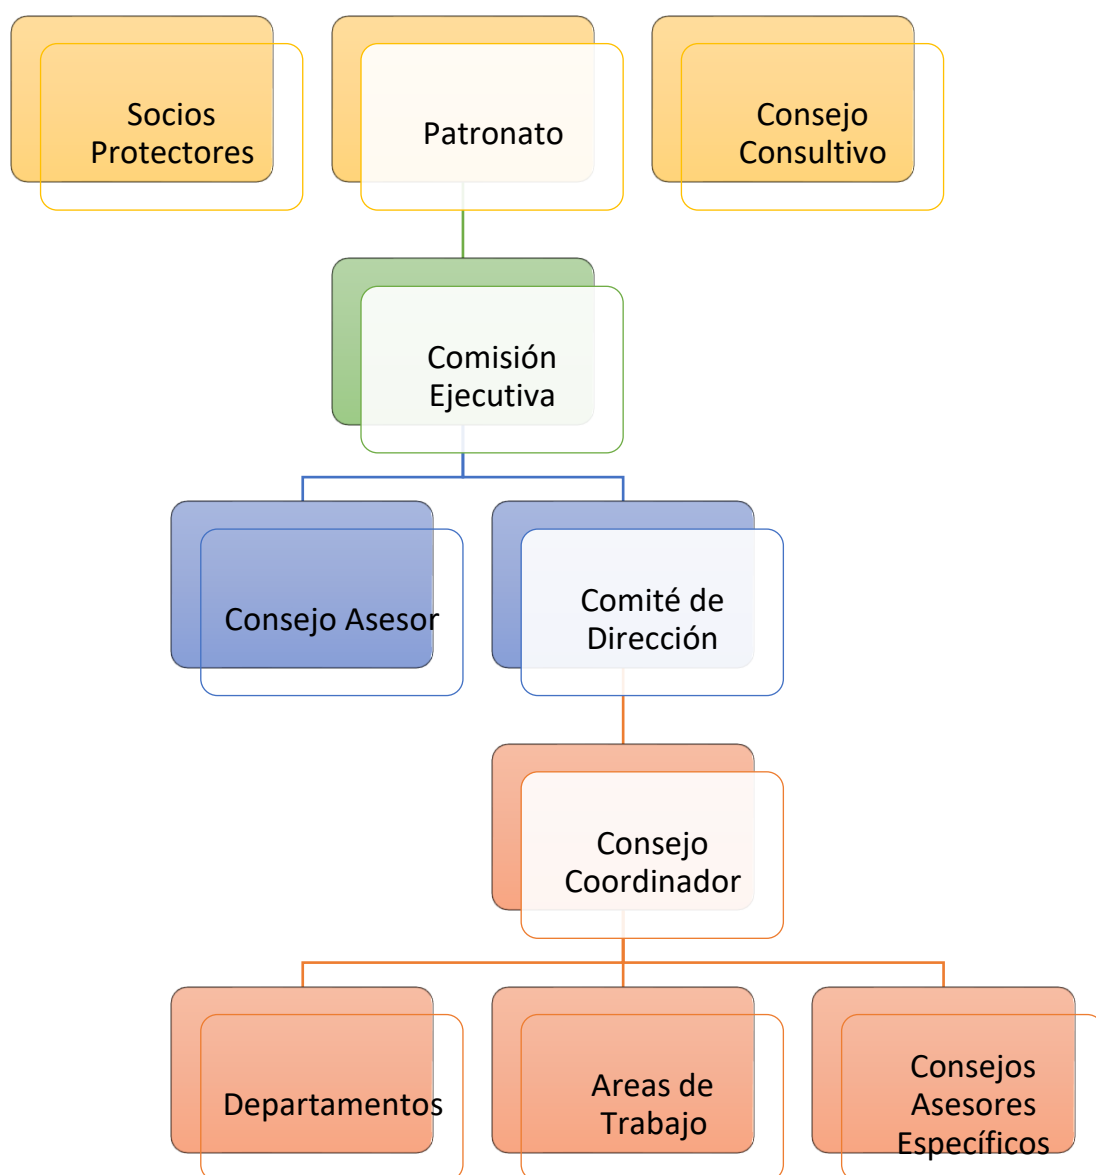 Socios
Protectores
Patronato
Consejo
Consultivo
Comisión
Ejecutiva
Consejo Asesor
Comité de
Dirección
Consejo
Coordinador
Departamentos
Areas de
Trabajo
Consejos
Asesores
Específicos